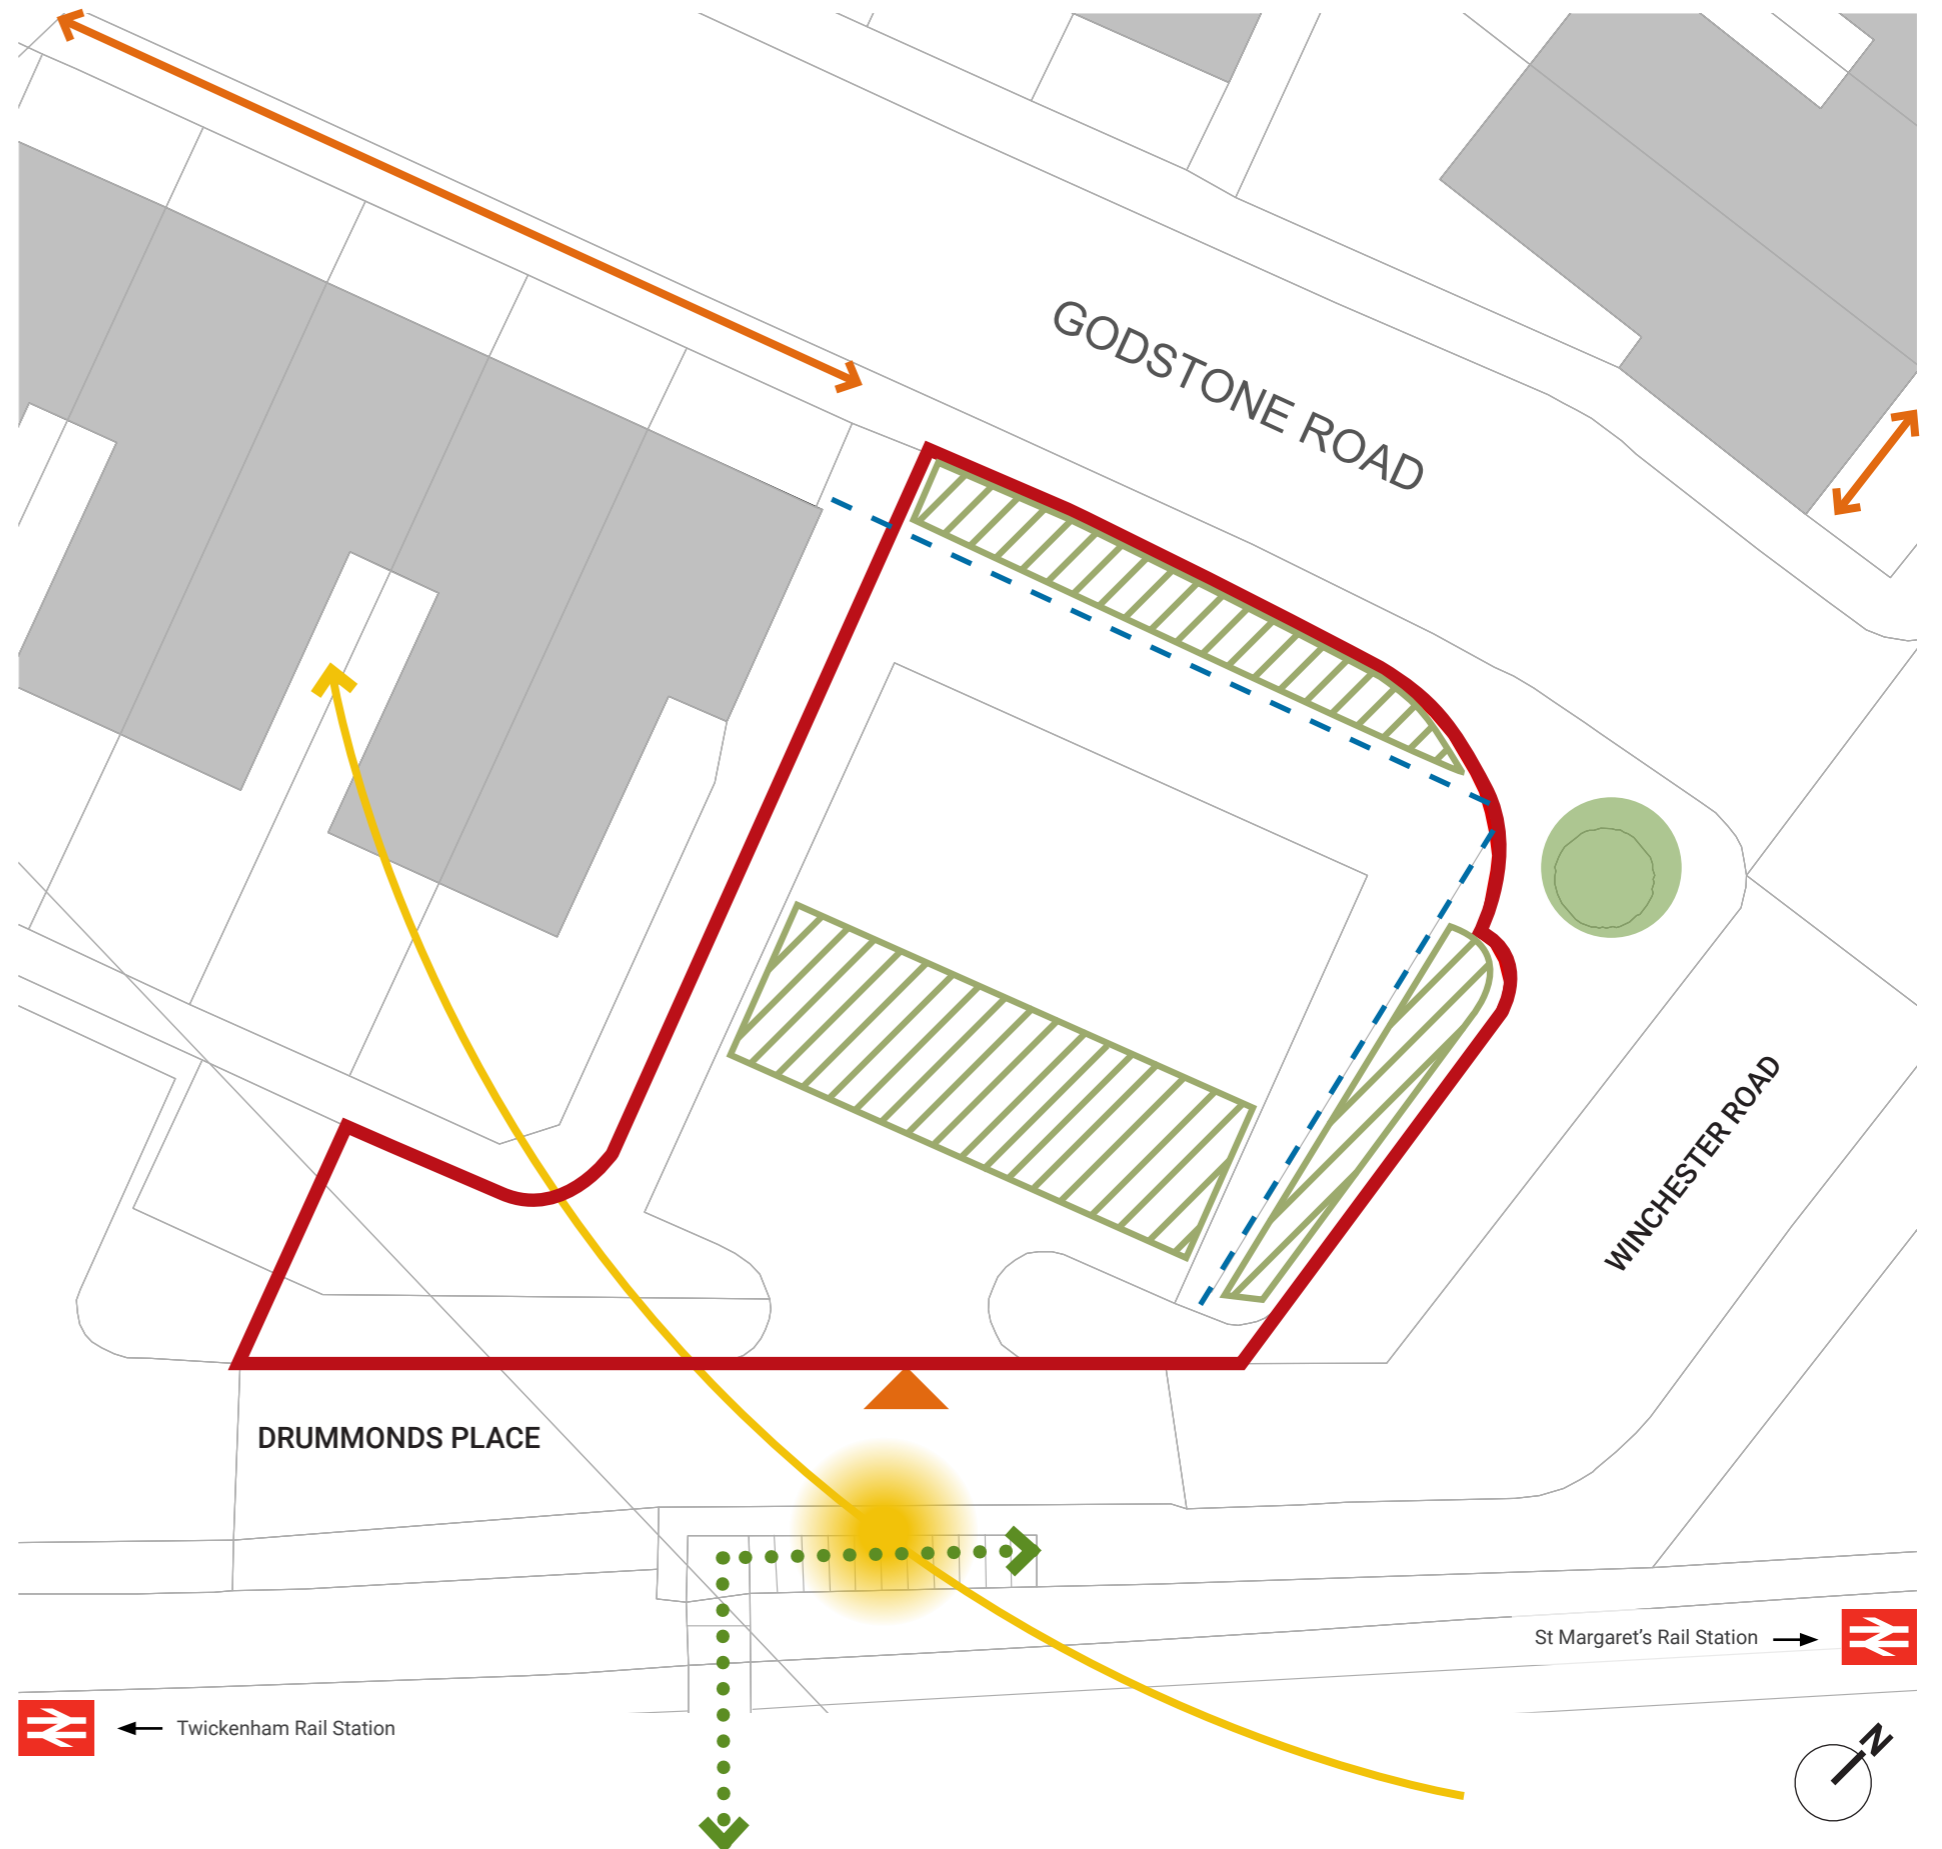 GODSTONE ROAD
WINCHESTER ROAD
DRUMMONDS PLACE
St Margaret’s Rail Station
Twickenham Rail Station
N